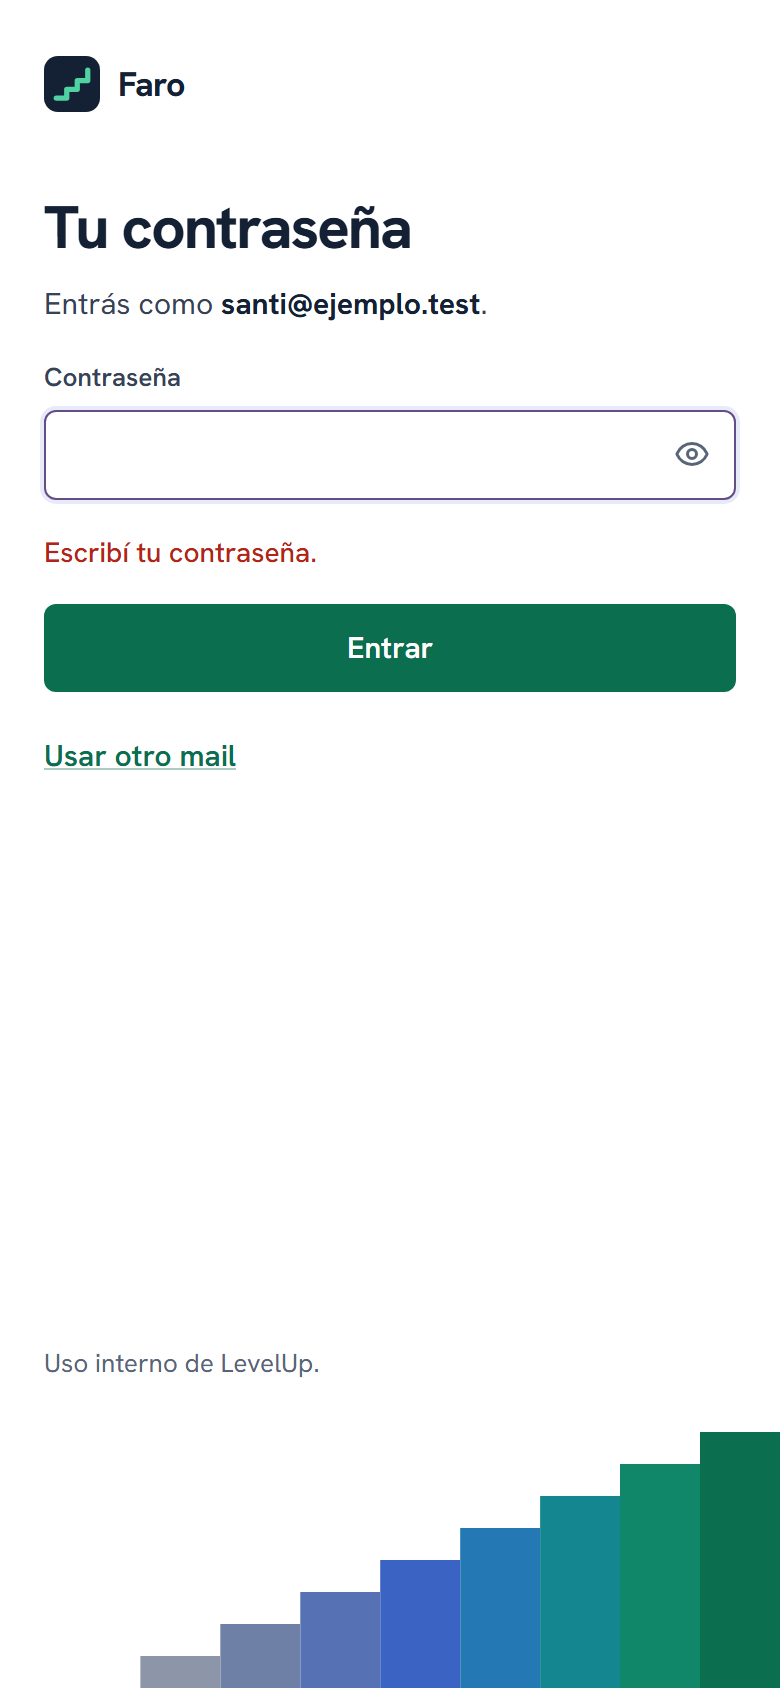 Faro
Tu contraseña
Entrás como santi@ejemplo.test.
Contraseña
Escribí tu contraseña.
Entrar
Usar otro mail
Uso interno de LevelUp.